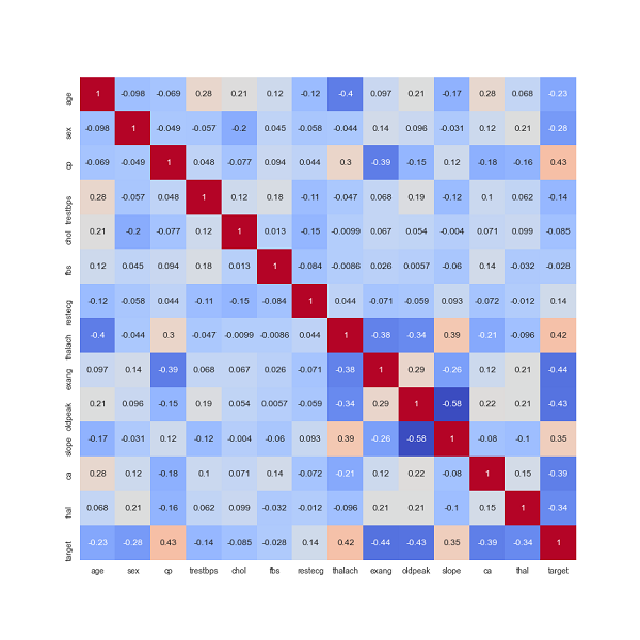 age 1 -0.098 -0.069 0.28 0.21 0.12 -0.12 -0.4 0.097 0.21 -0.17 0.28 0.068 -0.23
sex -0.098 1 -0.049 -0.057 -0.2 0.045 -0.058 -0.044 0.14 0.096 -0.031 0.12 0.21 -0.28
cp -0.069 -0.049 1 0.048 -0.077 0.094 0.044 0.3 -0.39 -0.15 0.12 -0.18 -0.16 0.43
trestbps 0.28 -0.057 0.048 1 0.12 0.18 -0.11 -0.047 0.068 0.19 -0.12 0.1 0.062 -0.14
chol 0.21 -0.2 -0.077 0.12 1 0.013 -0.15 -0.0099 0.067 0.054 -0.004 0.071 0.099 -0.085
fbs 0.12 0.045 0.094 0.18 0.013 1 -0.084 -0.0086 0.026 0.0057 -0.06 0.14 -0.032 -0.028
restecg -0.12 -0.058 0.044 -0.11 -0.15 -0.084 1 0.044 -0.071 -0.059 0.093 -0.072 -0.012 0.14
thalach -0.4 -0.044 0.3 -0.047 -0.0099 -0.0086 0.044 1 -0.38 -0.34 0.39 -0.21 -0.096 0.42
exang 0.097 0.14 -0.39 0.068 0.067 0.026 -0.071 -0.38 1 0.29 -0.26 0.12 0.21 -0.44
oldpeak 0.21 0.096 -0.15 0.19 0.054 0.0057 -0.059 -0.34 0.29 1 -0.58 0.22 0.21 -0.43
slope -0.17 -0.031 0.12 -0.12 -0.004 -0.06 0.093 0.39 -0.26 -0.58 1 -0.08 -0.1 0.35
ca 0.28 0.12 -0.18 0.1 0.071 0.14 -0.072 -0.21 0.12 0.22 -0.08 1 0.15 -0.39
thal 0.068 0.21 -0.16 0.062 0.099 -0.032 -0.012 -0.096 0.21 0.21 -0.1 0.15 1 -0.34
target -0.23 -0.28 0.43 -0.14 -0.085 -0.028 0.14 0.42 -0.44 -0.43 0.35 -0.39 -0.34 1
age sex cp trestbps chol fbs restecg thalach exang oldpeak slope ca thal target